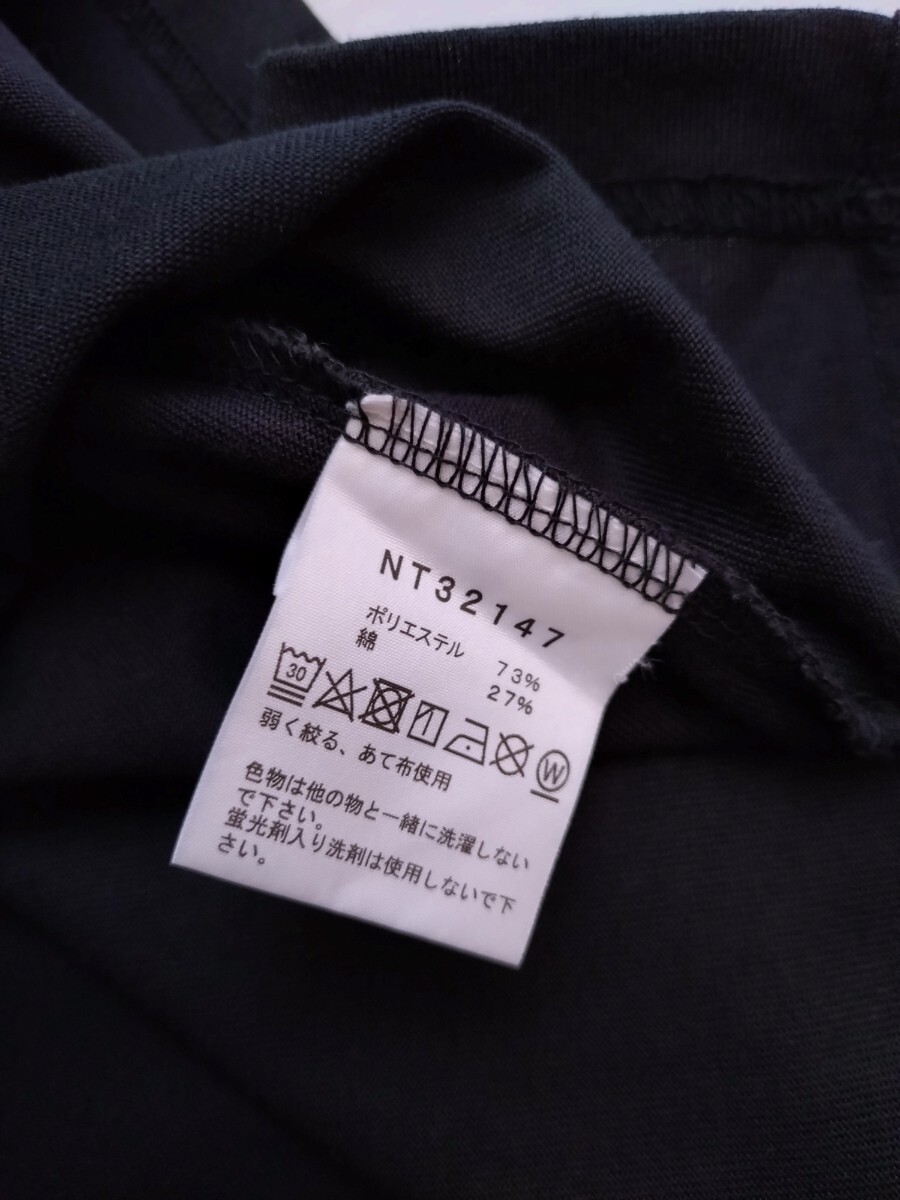 NT32147
ポリエステル 73%
綿 27%
30 W
弱く絞る、あて布使用
色物は他の物と一緒に洗濯しない
で下さい。
蛍光剤入り洗剤は使用しないで下
さい。